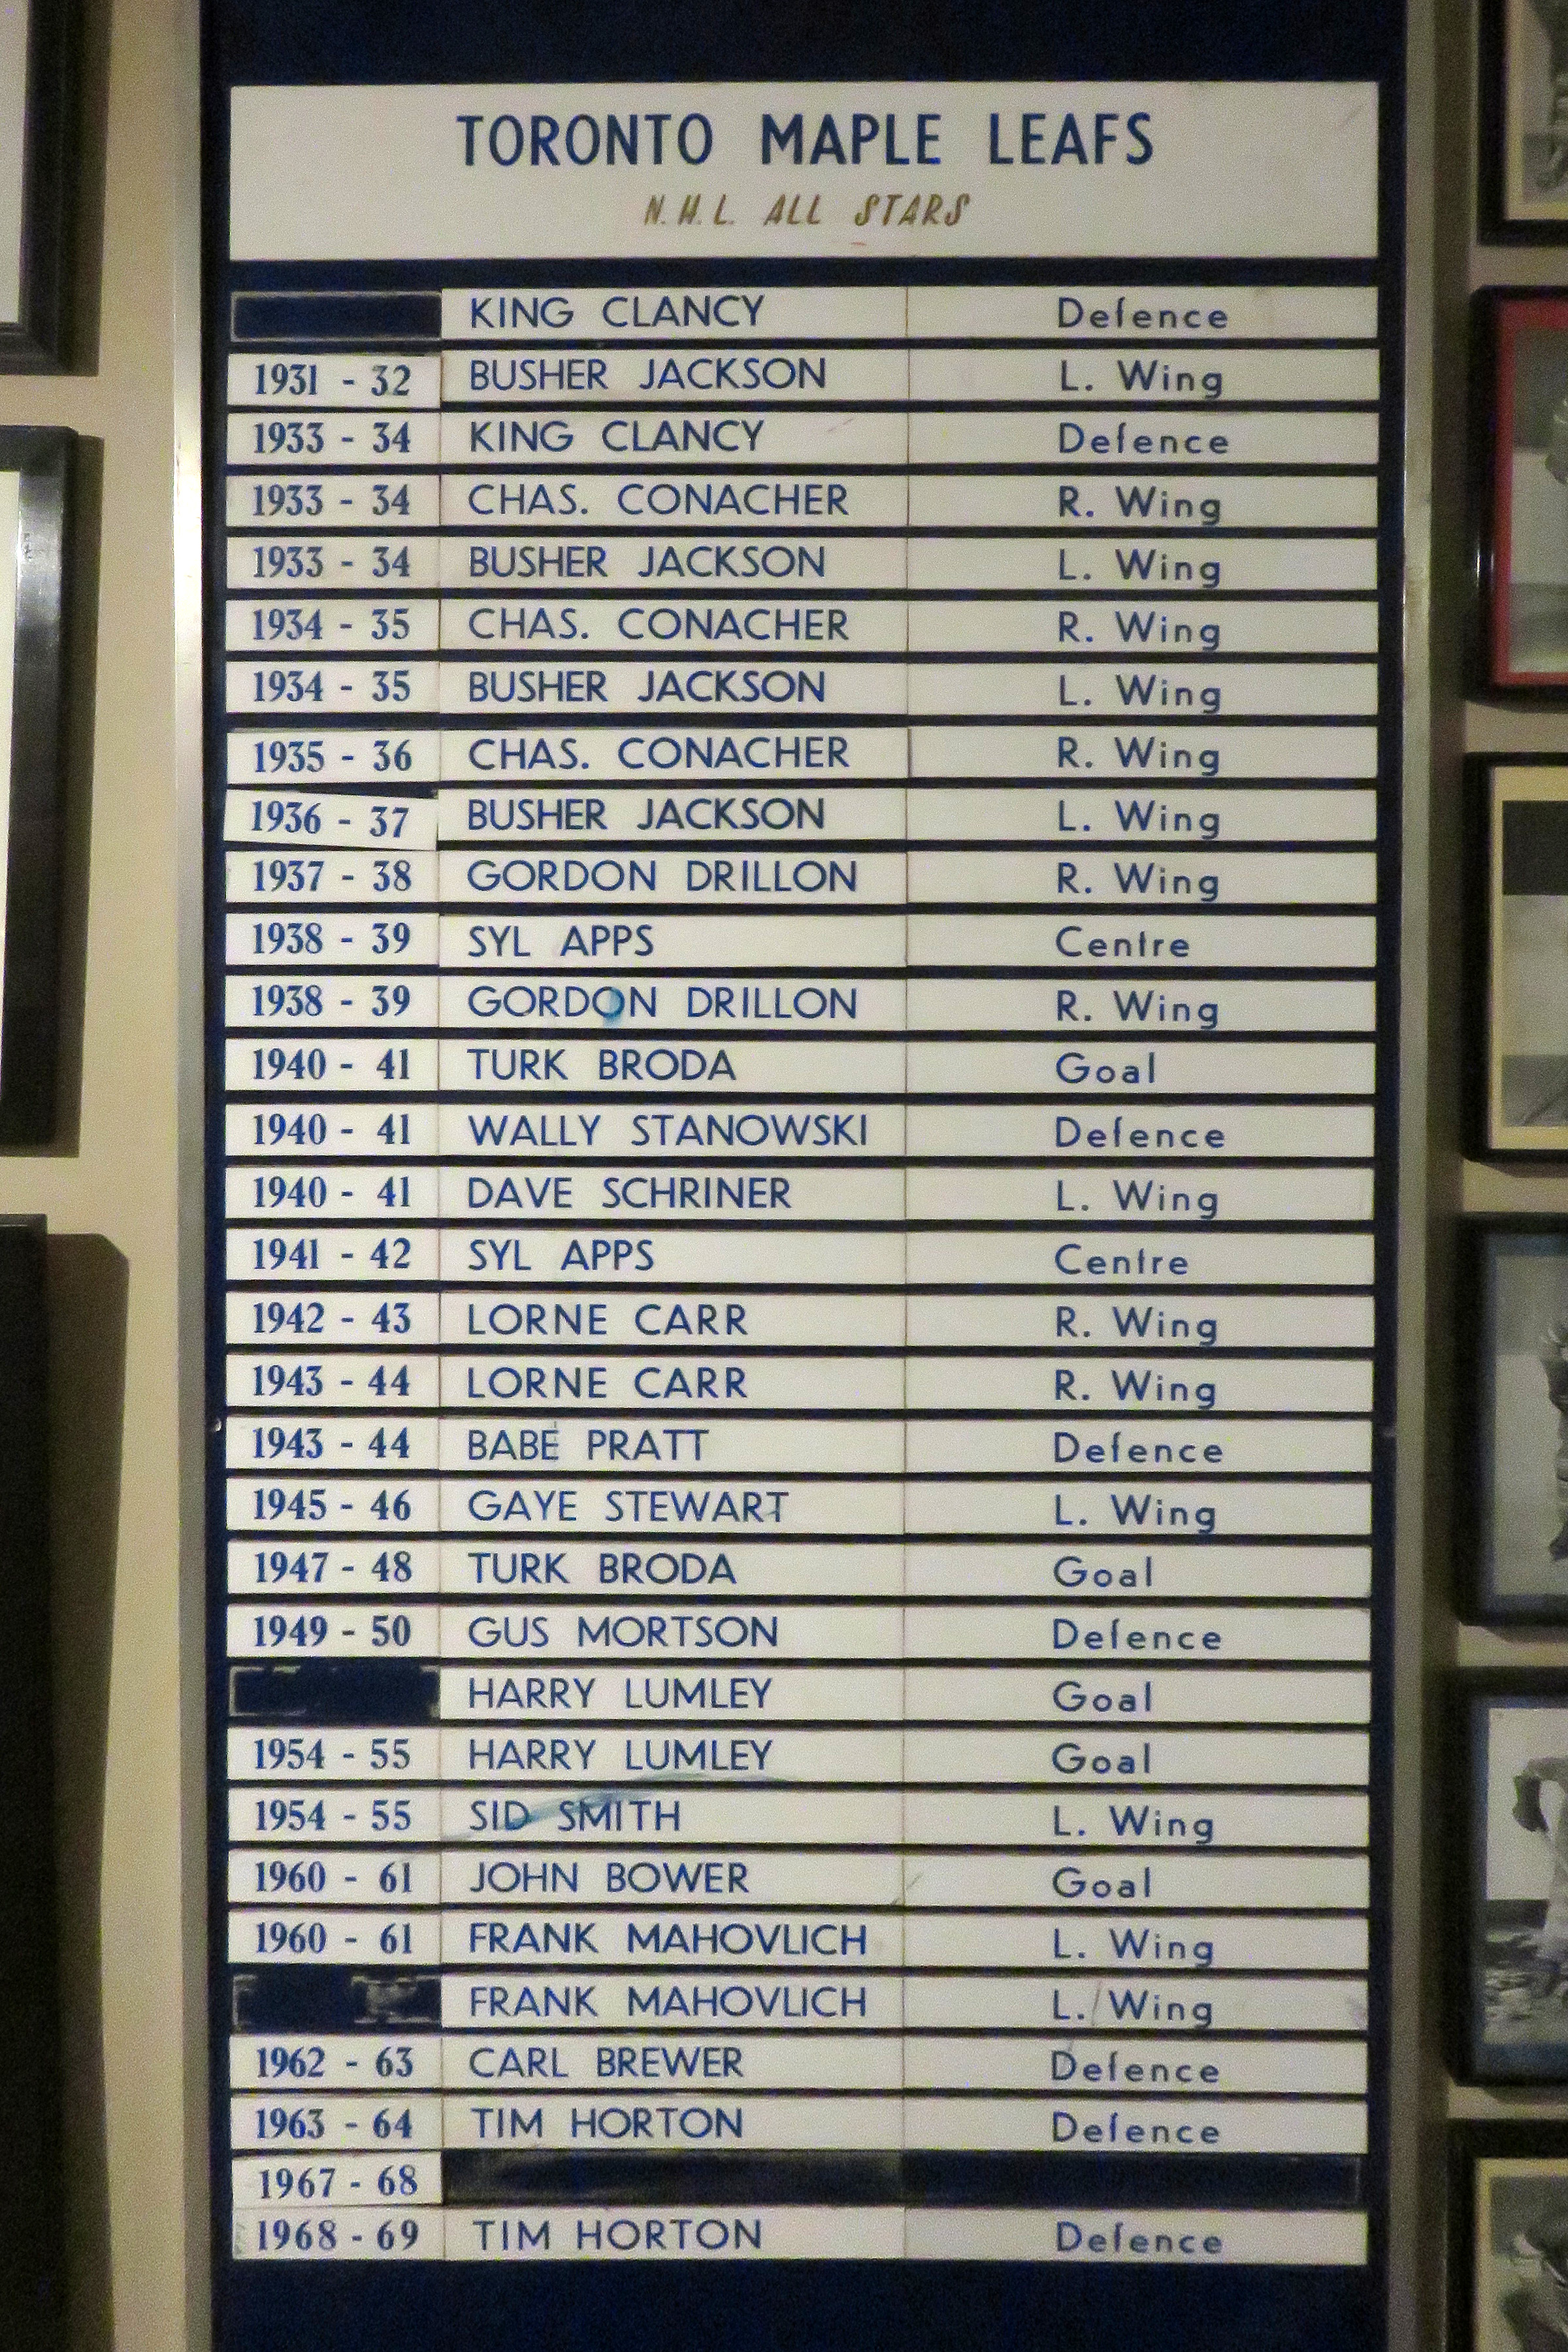 TORONTO MAPLE LEAFS
N.H.L. ALL STARS
KING CLANCY Defence
1931 - 32 BUSHER JACKSON L. Wing
1933 - 34 KING CLANCY Defence
1933 - 34 CHAS. CONACHER R. Wing
1933 - 34 BUSHER JACKSON L. Wing
1934 - 35 CHAS. CONACHER R. Wing
1934 - 35 BUSHER JACKSON L. Wing
1935 - 36 CHAS. CONACHER R. Wing
1936 - 37 BUSHER JACKSON L. Wing
1937 - 38 GORDON DRILLON R. Wing
1938 - 39 SYL APPS Centre
1938 - 39 GORDON DRILLON R. Wing
1940 - 41 TURK BRODA Goal
1940 - 41 WALLY STANOWSKI Defence
1940 - 41 DAVE SCHRINER L. Wing
1941 - 42 SYL APPS Centre
1942 - 43 LORNE CARR R. Wing
1943 - 44 LORNE CARR R. Wing
1943 - 44 BABE PRATT Defence
1945 - 46 GAYE STEWART L. Wing
1947 - 48 TURK BRODA Goal
1949 - 50 GUS MORTSON Defence
HARRY LUMLEY Goal
1954 - 55 HARRY LUMLEY Goal
1954 - 55 SID SMITH L. Wing
1960 - 61 JOHN BOWER Goal
1960 - 61 FRANK MAHOVLICH L. Wing
FRANK MAHOVLICH L. Wing
1962 - 63 CARL BREWER Defence
1963 - 64 TIM HORTON Defence
1967 - 68
1968 - 69 TIM HORTON Defence